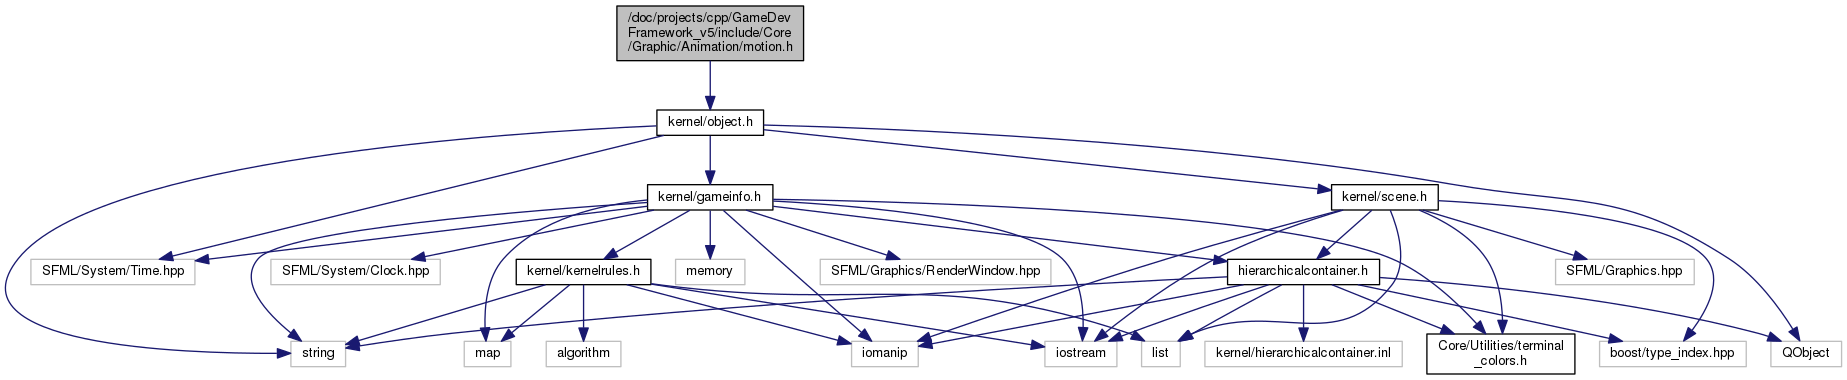 /doc/projects/cpp/GameDev
Framework_v5/include/Core
/Graphic/Animation/motion.h
kernel/object.h
kernel/gameinfo.h
kernel/scene.h
SFML/System/Time.hpp
SFML/System/Clock.hpp
kernel/kernelrules.h
memory
SFML/Graphics/RenderWindow.hpp
hierarchicalcontainer.h
SFML/Graphics.hpp
string
map
algorithm
iomanip
iostream
list
kernel/hierarchicalcontainer.inl
Core/Utilities/terminal
_colors.h
boost/type_index.hpp
QObject